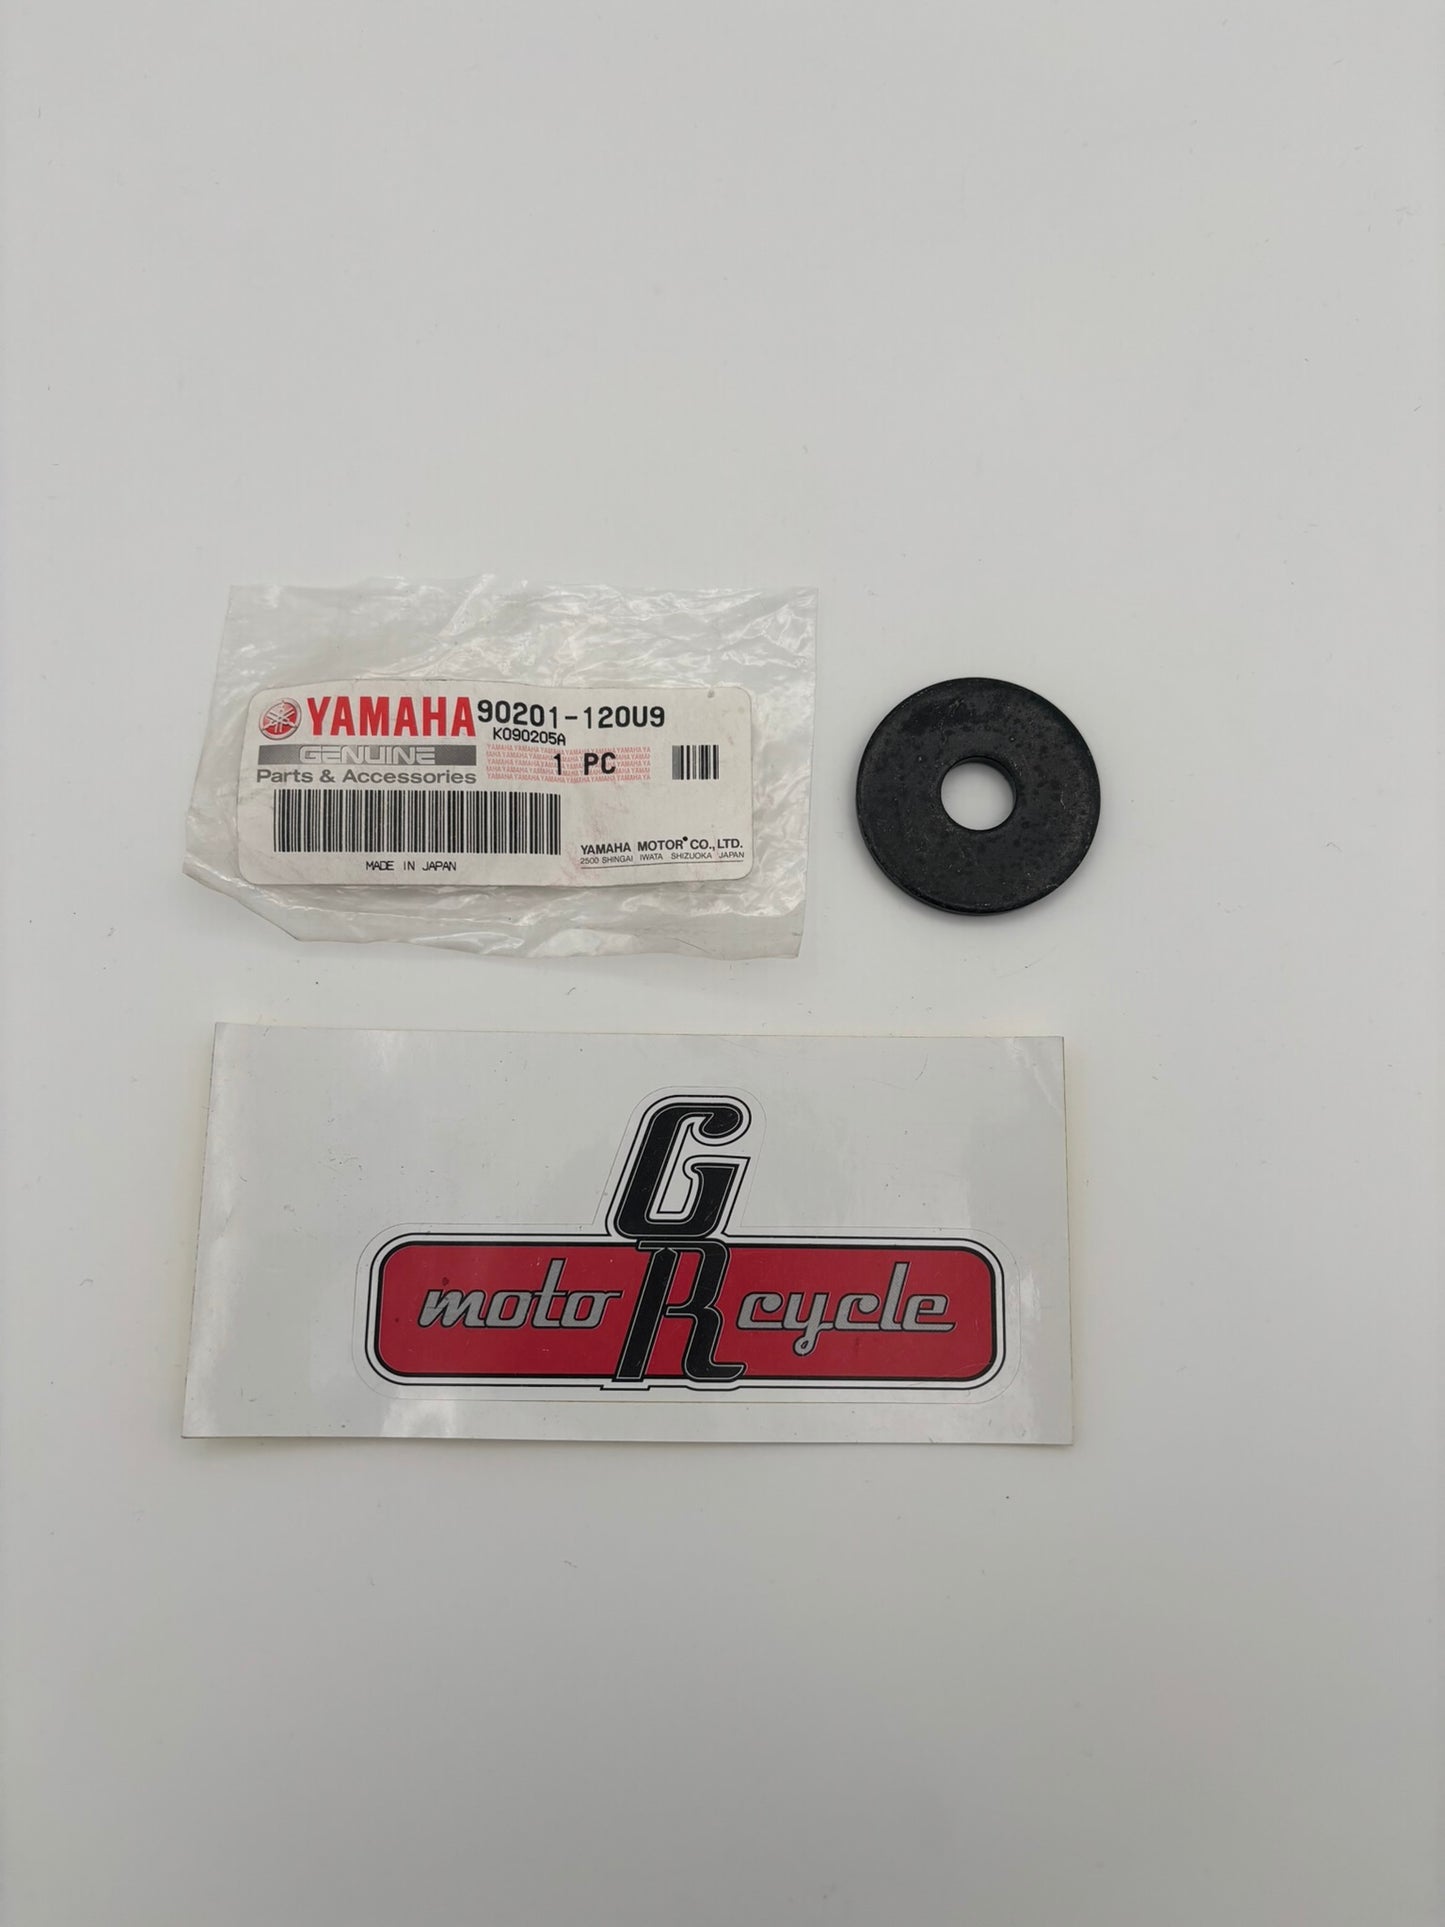 YAMAHA 90201-120U9
K090205A
GENUINE
Parts & Accessories
1 PC
MADE IN JAPAN
YAMAHA MOTOR CO., LTD.
2500 SHINGAI IWATA SHIZUOKA JAPAN
GR
moto cycle